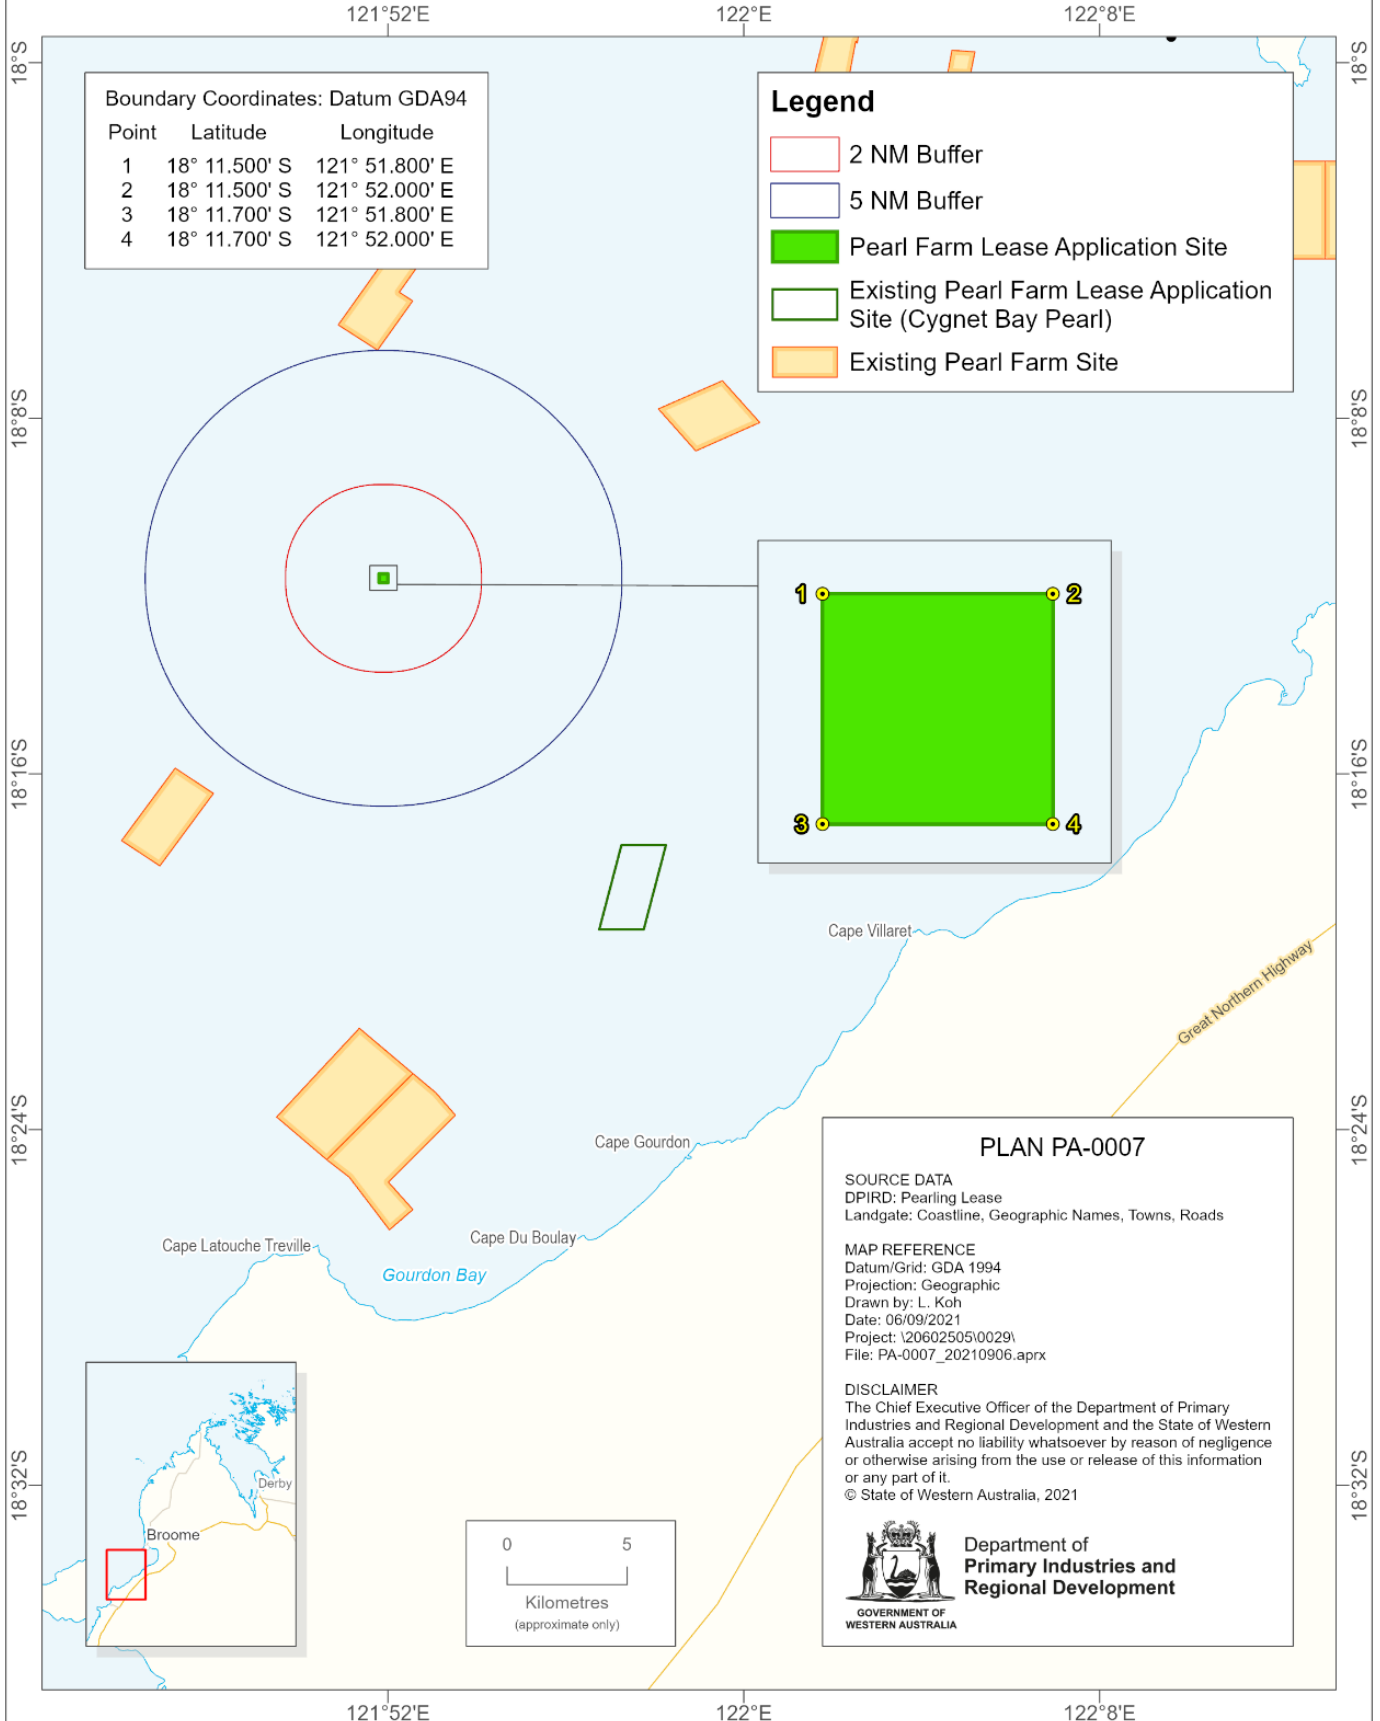 121°52'E 122°E 122°8'E
18°S 18°S
Boundary Coordinates: Datum GDA94
Point Latitude Longitude
1 18° 11.500' S 121° 51.800' E
2 18° 11.500' S 121° 52.000' E
3 18° 11.700' S 121° 51.800' E
4 18° 11.700' S 121° 52.000' E
Legend
2 NM Buffer
5 NM Buffer
Pearl Farm Lease Application Site
Existing Pearl Farm Lease Application
Site (Cygnet Bay Pearl)
Existing Pearl Farm Site
18°8'S 18°8'S
1 2
3 4
18°16'S 18°16'S
Cape Villaret
Great Northern Highway
18°24'S 18°24'S
Cape Gourdon
Cape Du Boulay
Cape Latouche Treville
Gourdon Bay
PLAN PA-0007
SOURCE DATA
DPIRD: Pearling Lease
Landgate: Coastline, Geographic Names, Towns, Roads
MAP REFERENCE
Datum/Grid: GDA 1994
Projection: Geographic
Drawn by: L. Koh
Date: 06/09/2021
Project: \20602505\0029\
File: PA-0007_20210906.aprx
DISCLAIMER
The Chief Executive Officer of the Department of Primary
Industries and Regional Development and the State of Western
Australia accept no liability whatsoever by reason of negligence
or otherwise arising from the use or release of this information
or any part of it.
© State of Western Australia, 2021
18°32'S 18°32'S
Derby
Broome
0 5
Kilometres
(approximate only)
Department of
Primary Industries and
Regional Development
GOVERNMENT OF
WESTERN AUSTRALIA
121°52'E 122°E 122°8'E